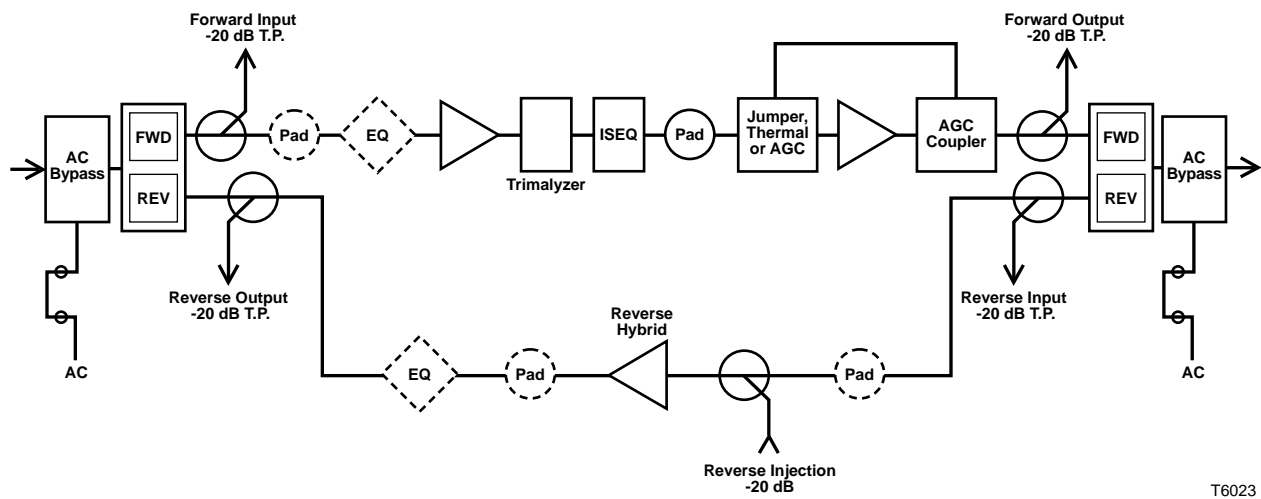 Forward Input
-20 dB T.P.
Forward Output
-20 dB T.P.
AC
Bypass
FWD
REV
Pad
EQ
Trimalyzer
ISEQ
Pad
Jumper,
Thermal
or AGC
AGC
Coupler
FWD
REV
AC
Bypass
Reverse Output
-20 dB T.P.
Reverse Input
-20 dB T.P.
AC
AC
EQ
Pad
Reverse
Hybrid
Pad
Reverse Injection
-20 dB
T6023